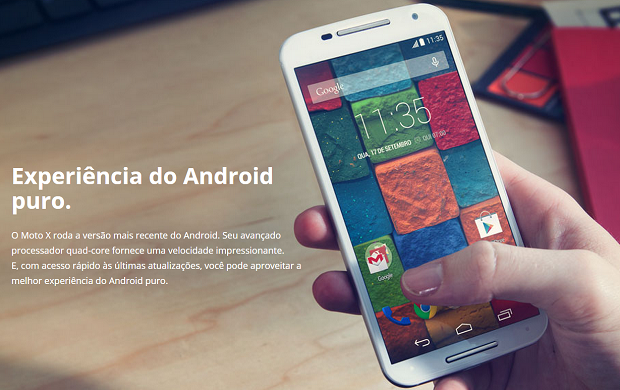 11:35
Google
11:35
QUA, 17 DE SETEMBRO
Experiência do Android
puro.
O Moto X roda a versão mais recente do Android. Seu avançado
processador quad-core fornece uma velocidade impressionante.
E, com acesso rápido às últimas atualizações, você pode aproveitar a
melhor experiência do Android puro.
Google